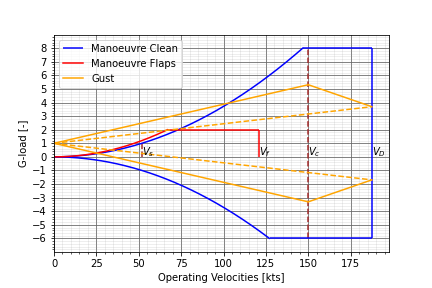 Manoeuvre Clean
Manoeuvre Flaps
Gust
8
7
6
5
4
3
2
1
0
−1
−2
−3
−4
−5
−6
G-load [-]
Vs
Vf
Vc
VD
0
25
50
75
100
125
150
175
Operating Velocities [kts]